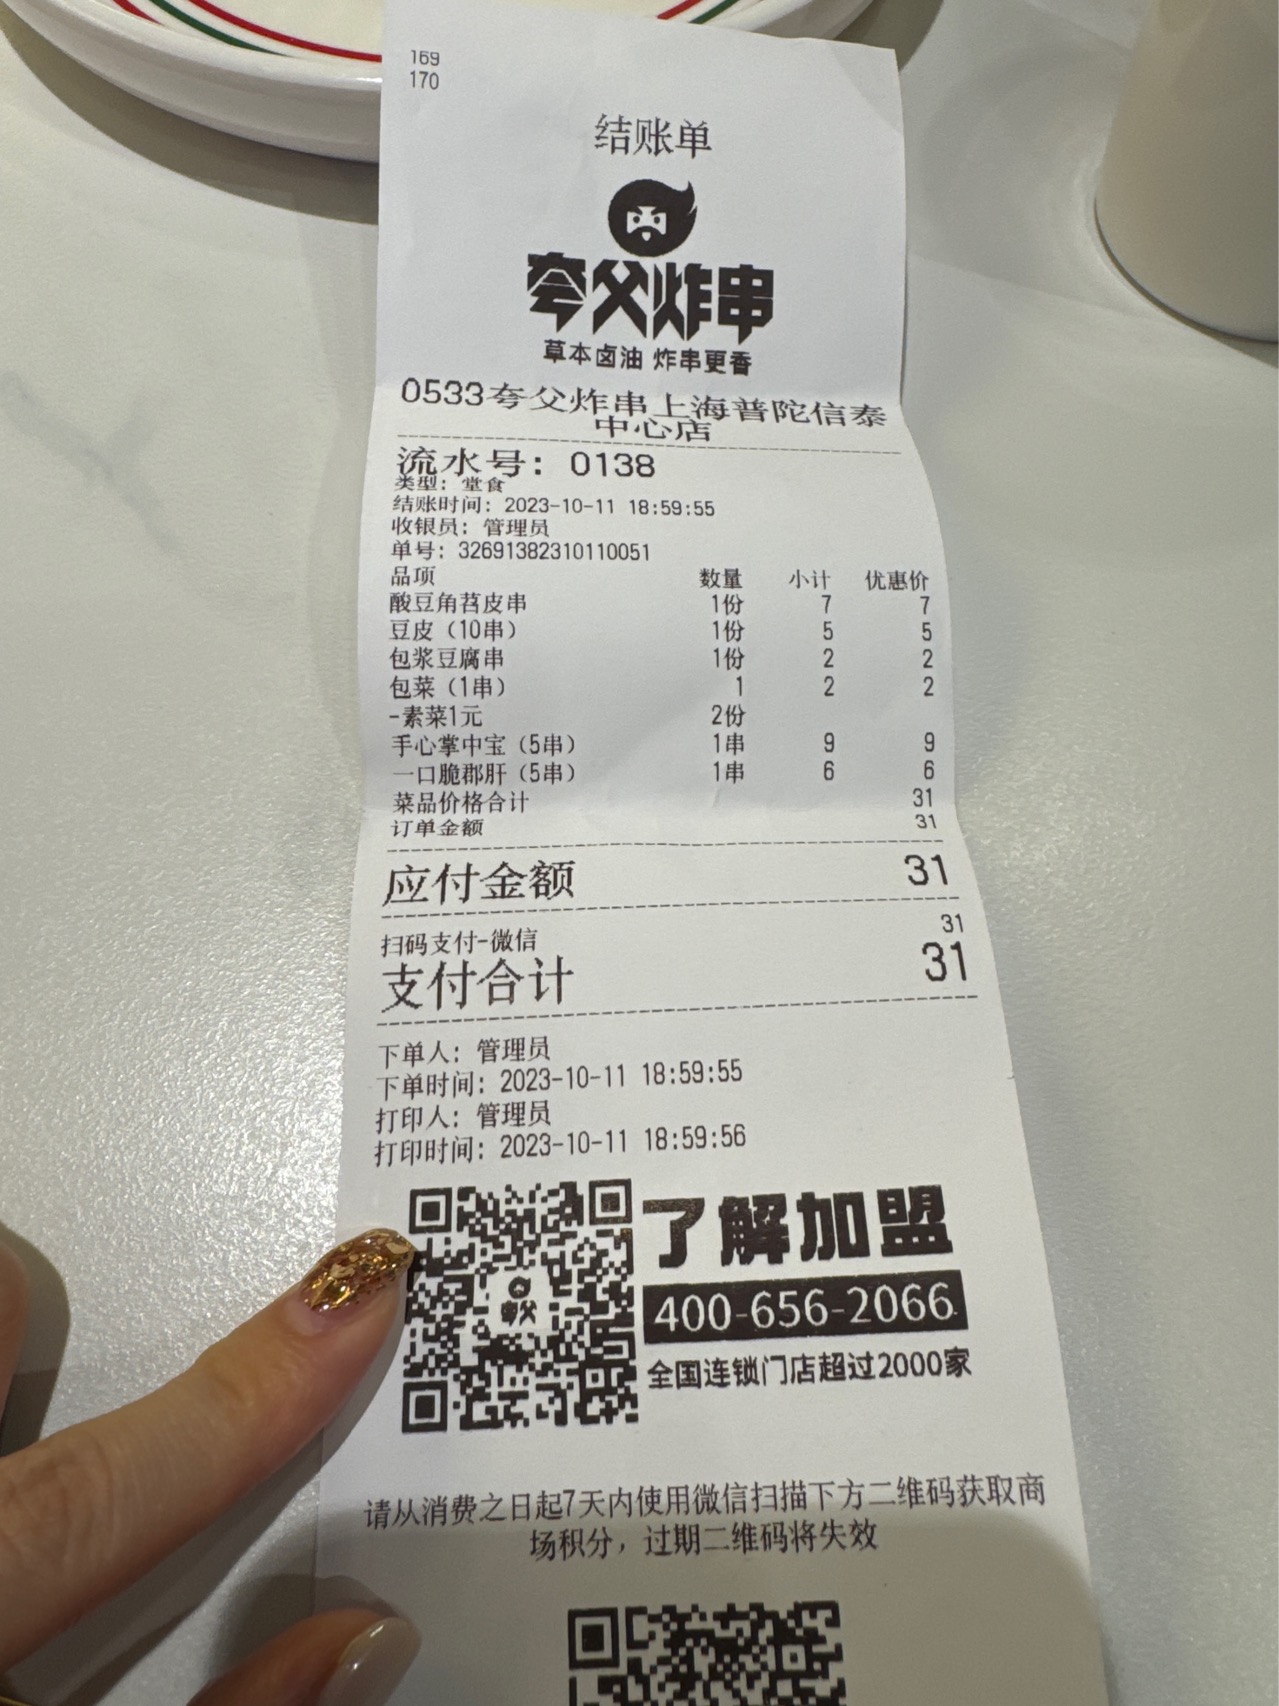 169
170
结账单
夸父炸串
草本卤油 炸串更香
0533夸父炸串上海普陀信泰
中心店
流水号：0138
类型：堂食
结账时间：2023-10-11 18:59:55
收银员：管理员
单号：32691382310110051
品项 数量 小计 优惠价
酸豆角苕皮串 1份 7 7
豆皮（10串） 1份 5 5
包浆豆腐串 1份 2 2
包菜（1串） 1 2 2
-素菜1元 2份
手心掌中宝（5串） 1串 9 9
一口脆郡肝（5串） 1串 6 6
菜品价格合计 31
订单金额 31
应付金额 31
扫码支付-微信 31
支付合计 31
下单人：管理员
下单时间：2023-10-11 18:59:55
打印人：管理员
打印时间：2023-10-11 18:59:56
夸父
了解加盟
400-656-2066
全国连锁门店超过2000家
请从消费之日起7天内使用微信扫描下方二维码获取商
场积分，过期二维码将失效